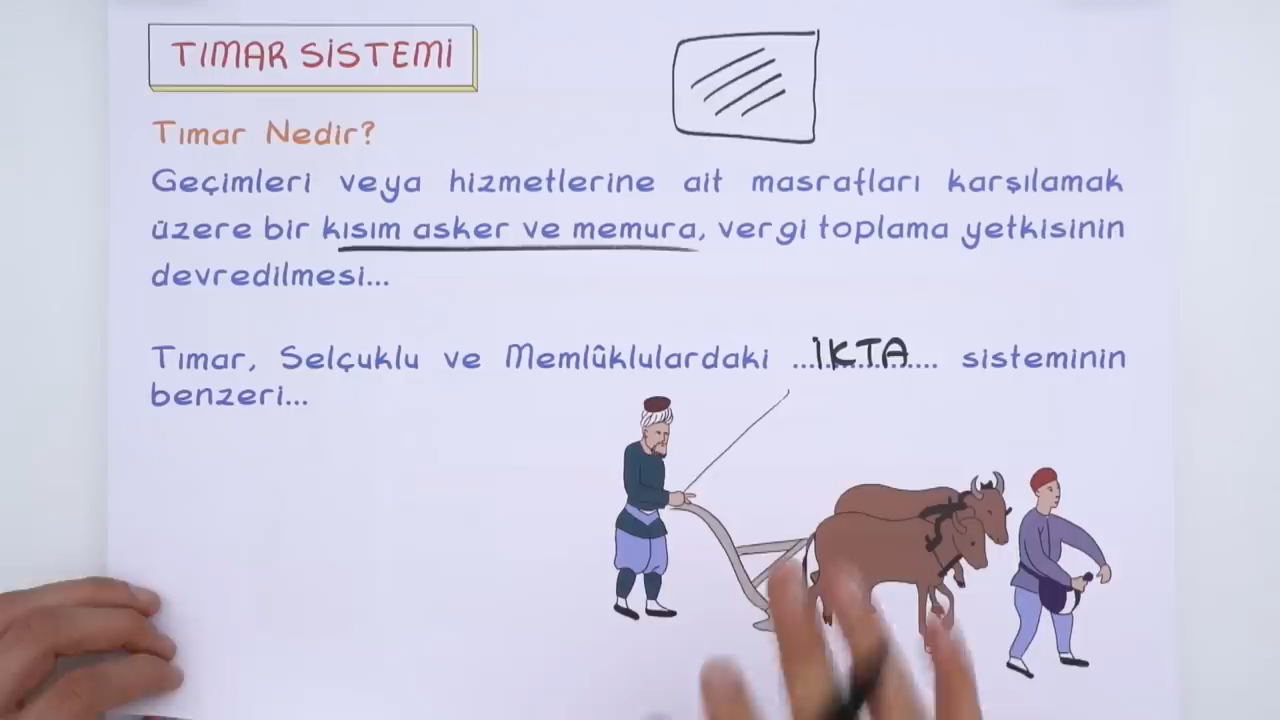 TIMAR SİSTEMİ
Tımar Nedir?
Geçimleri veya hizmetlerine ait masrafları karşılamak
üzere bir kısım asker ve memura, vergi toplama yetkisinin
devredilmesi...
Tımar, Selçuklu ve Memlûklulardaki ...İKTA... sisteminin
benzeri...